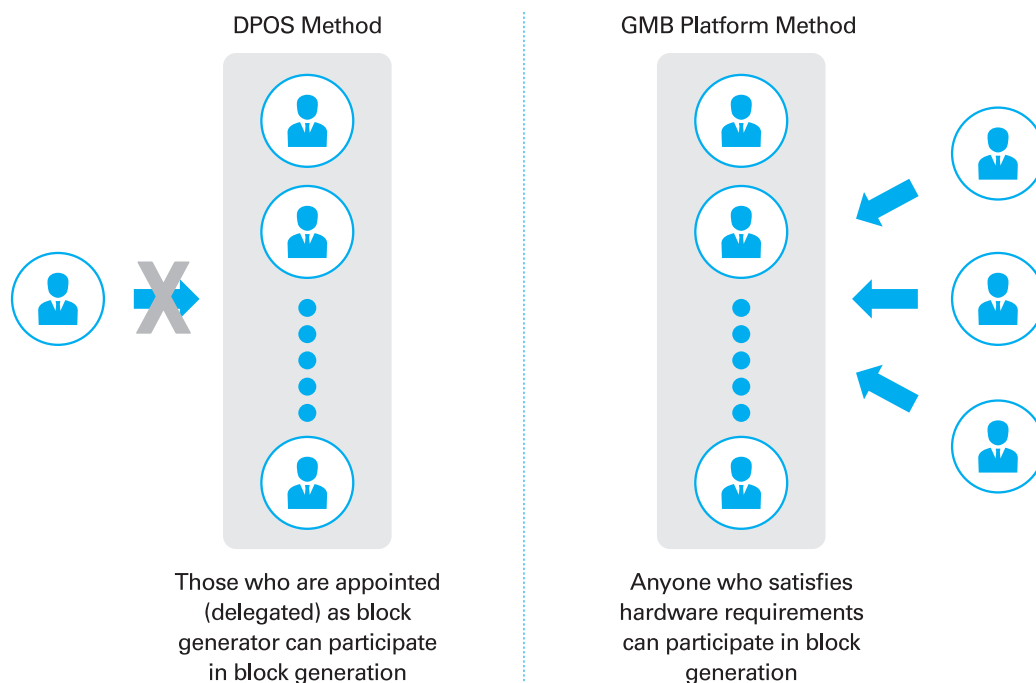 DPOS Method
Those who are appointed
(delegated) as block
generator can participate
in block generation
GMB Platform Method
Anyone who satisfies
hardware requirements
can participate in block
generation